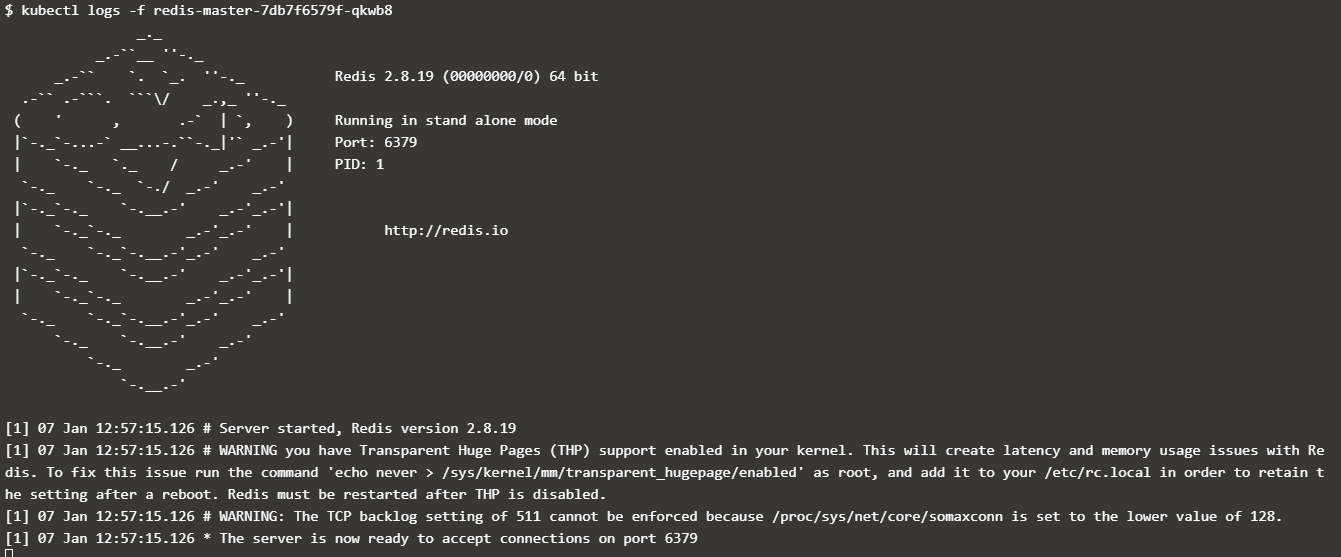 $ kubectl logs -f redis-master-7db7f6579f-qkwb8
Redis 2.8.19 (00000000/0) 64 bit
Running in stand alone mode
Port: 6379
PID: 1
http://redis.io
[1] 07 Jan 12:57:15.126 # Server started, Redis version 2.8.19
[1] 07 Jan 12:57:15.126 # WARNING you have Transparent Huge Pages (THP) support enabled in your kernel. This will create latency and memory usage issues with Re
dis. To fix this issue run the command 'echo never > /sys/kernel/mm/transparent_hugepage/enabled' as root, and add it to your /etc/rc.local in order to retain t
he setting after a reboot. Redis must be restarted after THP is disabled.
[1] 07 Jan 12:57:15.126 # WARNING: The TCP backlog setting of 511 cannot be enforced because /proc/sys/net/core/somaxconn is set to the lower value of 128.
[1] 07 Jan 12:57:15.126 * The server is now ready to accept connections on port 6379